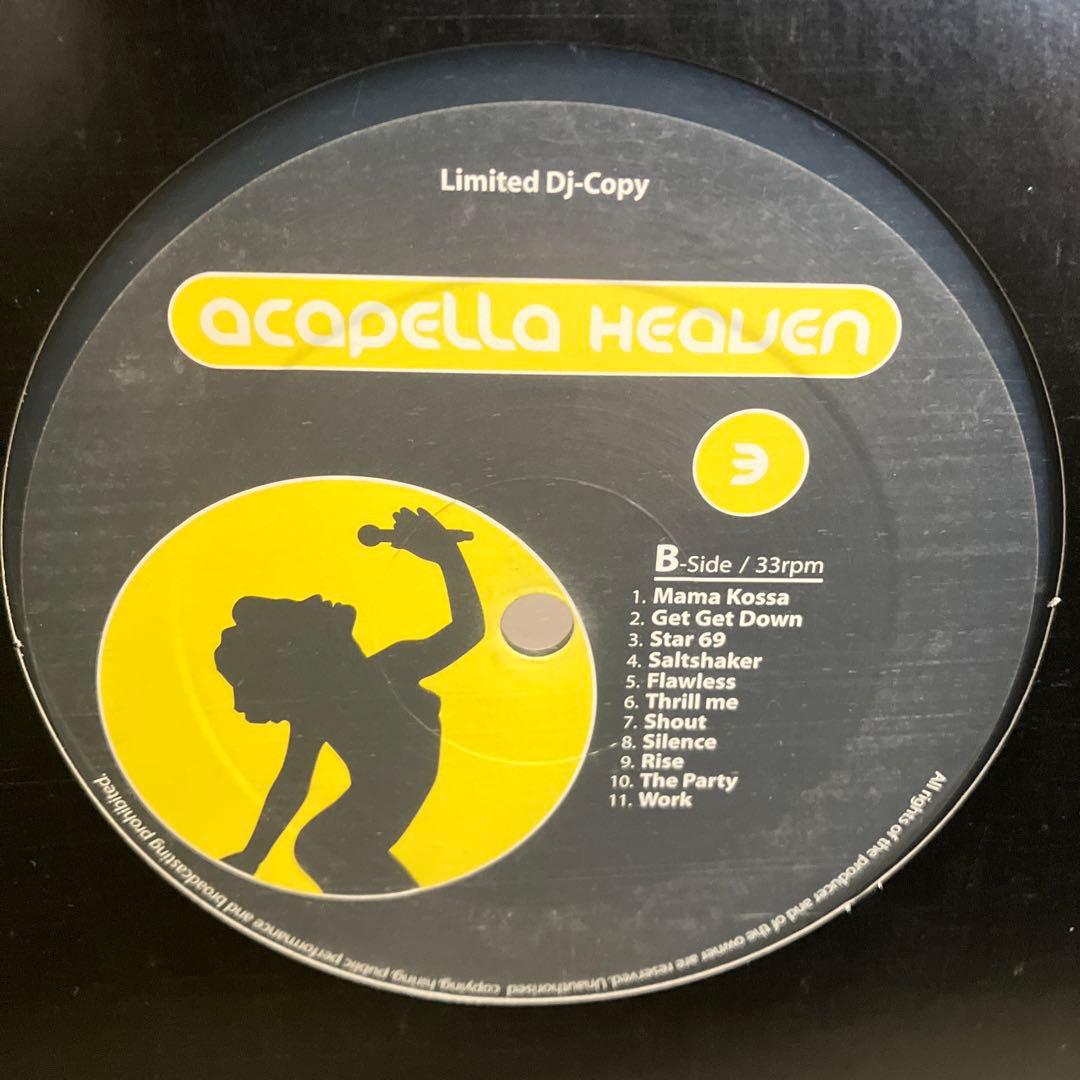 Limited Dj-Copy
acapella Heaven
3
B-Side / 33rpm
1. Mama Kossa
2. Get Get Down
3. Star 69
4. Saltshaker
5. Flawless
6. Thrill me
7. Shout
8. Silence
9. Rise
10. The Party
11. Work
All rights of the producer and of the owner are reserved. Unauthorised copying, hiring, public performance and broadcasting prohibited.